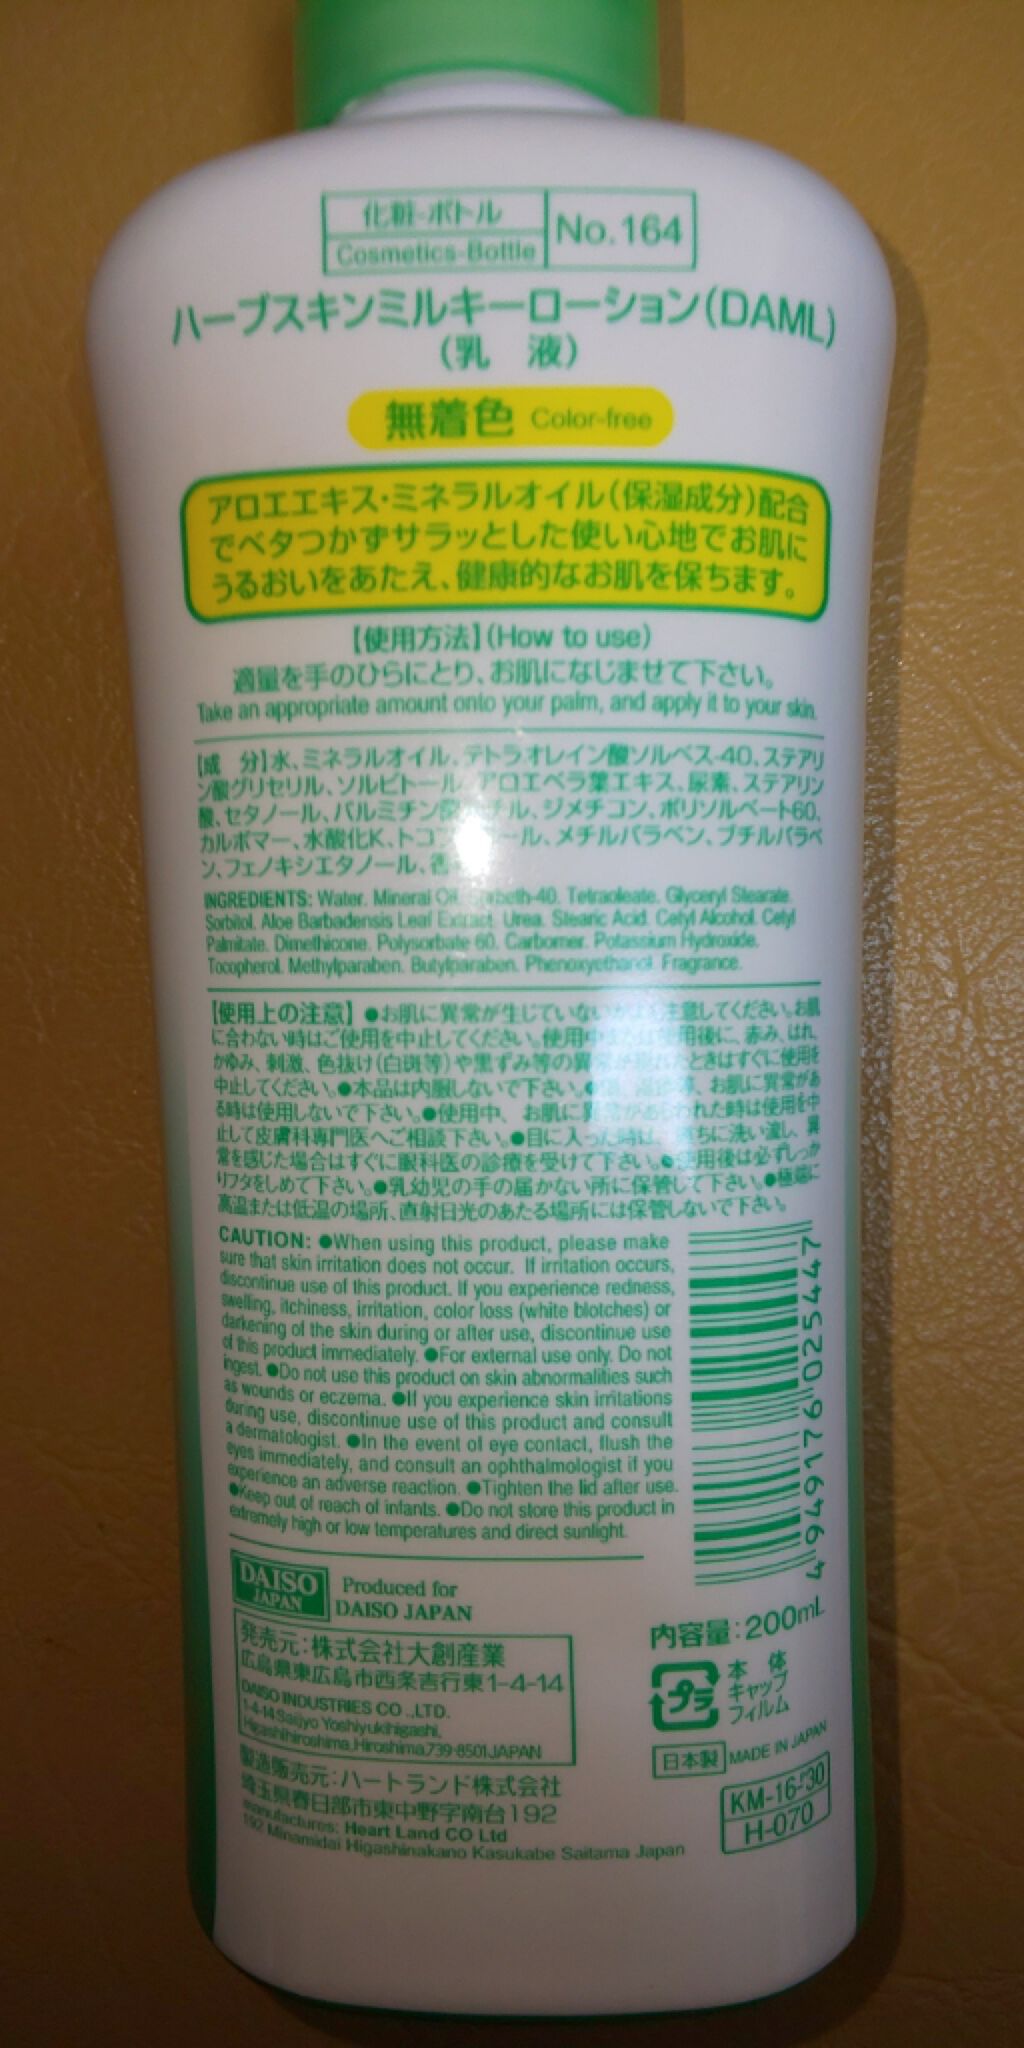 化粧-ボトル
Cosmetics-Bottle
No.164
ハーブスキンミルキーローション(DAML)
(乳 液)
無着色 Color-free
アロエエキス・ミネラルオイル(保湿成分)配合
でベタつかずサラッとした使い心地でお肌に
うるおいをあたえ、健康的なお肌を保ちます。
【使用方法】(How to use)
適量を手のひらにとり、お肌になじませて下さい。
Take an appropriate amount onto your palm, and apply it to your skin.
【成 分】水、ミネラルオイル、テトラオレイン酸ソルベス-40、ステアリ
ン酸グリセリル、ソルビトール、アロエベラ葉エキス、尿素、ステアリン
酸、セタノール、パルミチン酸 チル、ジメチコン、ポリソルベート60、
カルボマー、水酸化K、トコ ール、メチルパラベン、ブチルパラベ
ン、フェノキシエタノール、香
INGREDIENTS: Water. Mineral Oil. Sorbeth-40. Tetraoleate. Glyceryl Stearate.
Sorbitol. Aloe Barbadensis Leaf Extract. Urea. Stearic Acid. Cetyl Alcohol. Cetyl
Palmitate. Dimethicone. Polysorbate 60. Carbomer. Potassium Hydroxide.
Tocopherol. Methylparaben. Butylparaben. Phenoxyethanol. Fragrance.
【使用上の注意】●お肌に異常が生じていないか 注意してください。お肌
に合わない時はご使用を中止してください。使用中 使用後に、赤み、はれ、
かゆみ、刺激、色抜け(白斑等)や黒ずみ等の異常が現れたときはすぐに使用を
中止してください。●本品は内服しないで下さい。● 、お肌に異常があ
る時は使用しないで下さい。●使用中、お肌に異常があらわれた時は使用を中
止して皮膚科専門医へご相談下さい。●目に入った時は、直ちに洗い流し、異
常を感じた場合はすぐに眼科医の診療を受けて下さい。●使用後は必ずしっか
りフタをしめて下さい。●乳幼児の手の届かない所に保管して下さい。●極端に
高温または低温の場所、直射日光のあたる場所には保管しないで下さい。
CAUTION: ●When using this product, please make
sure that skin irritation does not occur. If irritation occurs,
discontinue use of this product. If you experience redness,
swelling, itchiness, irritation, color loss (white blotches) or
darkening of the skin during or after use, discontinue use
of this product immediately. ●For external use only. Do not
ingest. ●Do not use this product on skin abnormalities such
as wounds or eczema. ●If you experience skin irritations
during use, discontinue use of this product and consult
a dermatologist. ●In the event of eye contact, flush the
eyes immediately, and consult an ophthalmologist if you
experience an adverse reaction. ●Tighten the lid after use.
●Keep out of reach of infants. ●Do not store this product in
extremely high or low temperatures and direct sunlight.
4649176025447
DAISO
JAPAN
Produced for
DAISO JAPAN
発売元:株式会社大創産業
広島県東広島市西条吉行東1-4-14
DAISO INDUSTRIES CO.,LTD.
1-4-14 Saijyo Yoshiyukihigashi,
Higashihiroshima,Hiroshima,739-8501 JAPAN
製造販売元:ハートランド株式会社
埼玉県春日部市東中野字南台192
manufactures: Heart Land CO Ltd
192 Minamidai Higashinakano Kasukabe Saitama Japan
内容量:200mL
プラ
本 体
キャップ
フィルム
日本製 MADE IN JAPAN
KM-16-
H-070